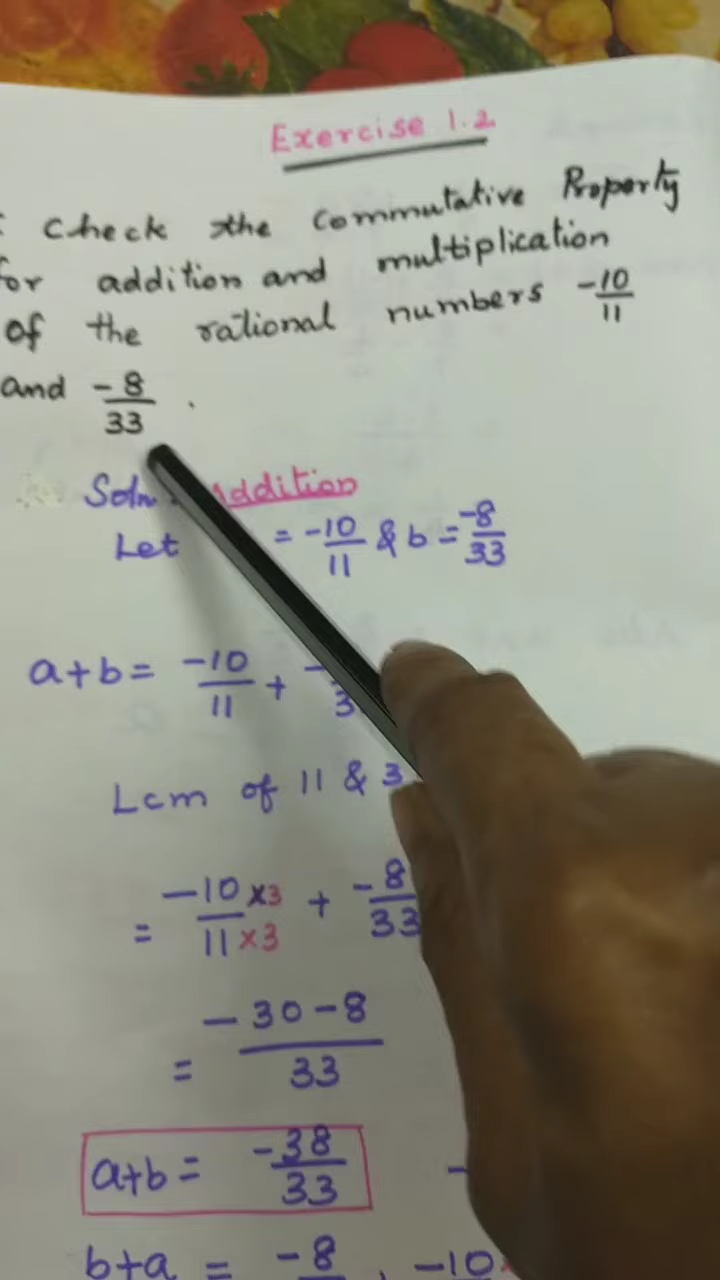 Exercise 1.2
: Check the commutative Property
for addition and multiplication
of the rational numbers -10/11
and -8/33 .
Soln : Addition
Let = -10/11 & b = -8/33
a+b = -10/11 + -
Lcm of 11 & 3
= -10×3/11×3 + -8/33
= -30-8/33
a+b = -38/33
b+a = -8 -10